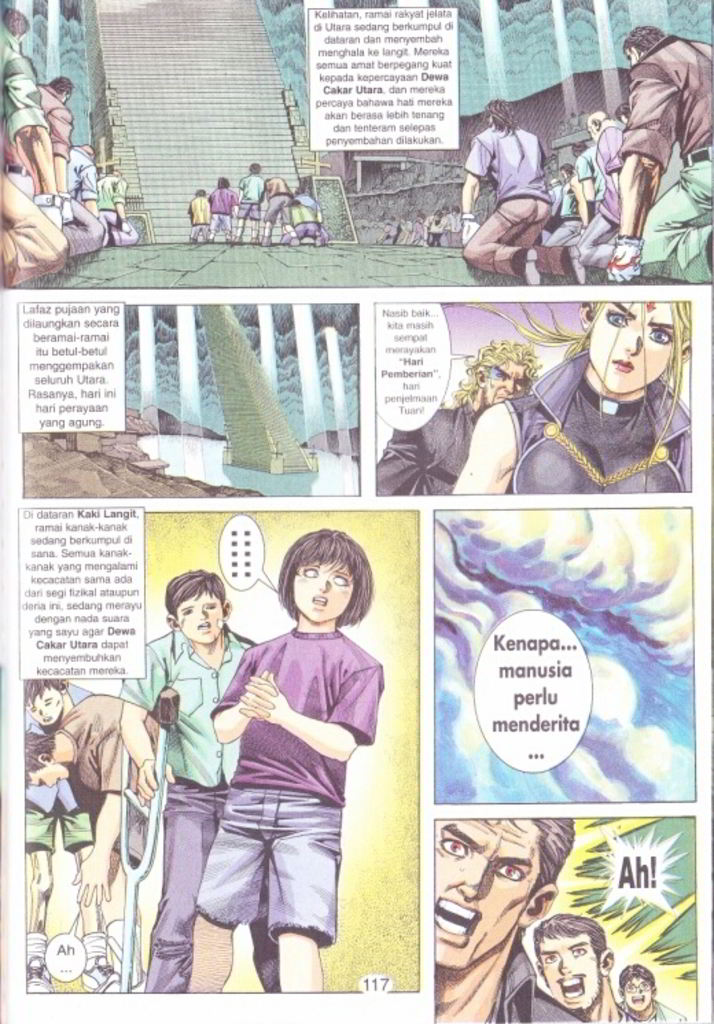 Kelihatan, ramai rakyat jelata
di Utara sedang berkumpul di
dataran dan menyembah
menghala ke langit. Mereka
semua amat berpegang kuat
kepada kepercayaan Dewa
Cakar Utara, dan mereka
percaya bahawa hati mereka
akan berasa lebih tenang
dan tenteram selepas
penyembahan dilakukan.
Lafaz pujaan yang
dilaungkan secara
beramai-ramai
itu betul-betul
menggempakan
seluruh Utara.
Rasanya, hari ini
hari perayaan
yang agung.
Nasib baik...
kita masih
sempat
merayakan
"Hari
Pemberian",
hari
penjelmaan
Tuan!
Di dataran Kaki Langit,
ramai kanak-kanak
sedang berkumpul di
sana. Semua kanak-
kanak yang mengalami
kecacatan sama ada
dari segi fizikal ataupun
deria ini, sedang merayu
dengan nada suara
yang sayu agar Dewa
Cakar Utara dapat
menyembuhkan
kecacatan mereka.
Kenapa...
manusia
perlu
menderita
...
Ah
...
Ah!
117